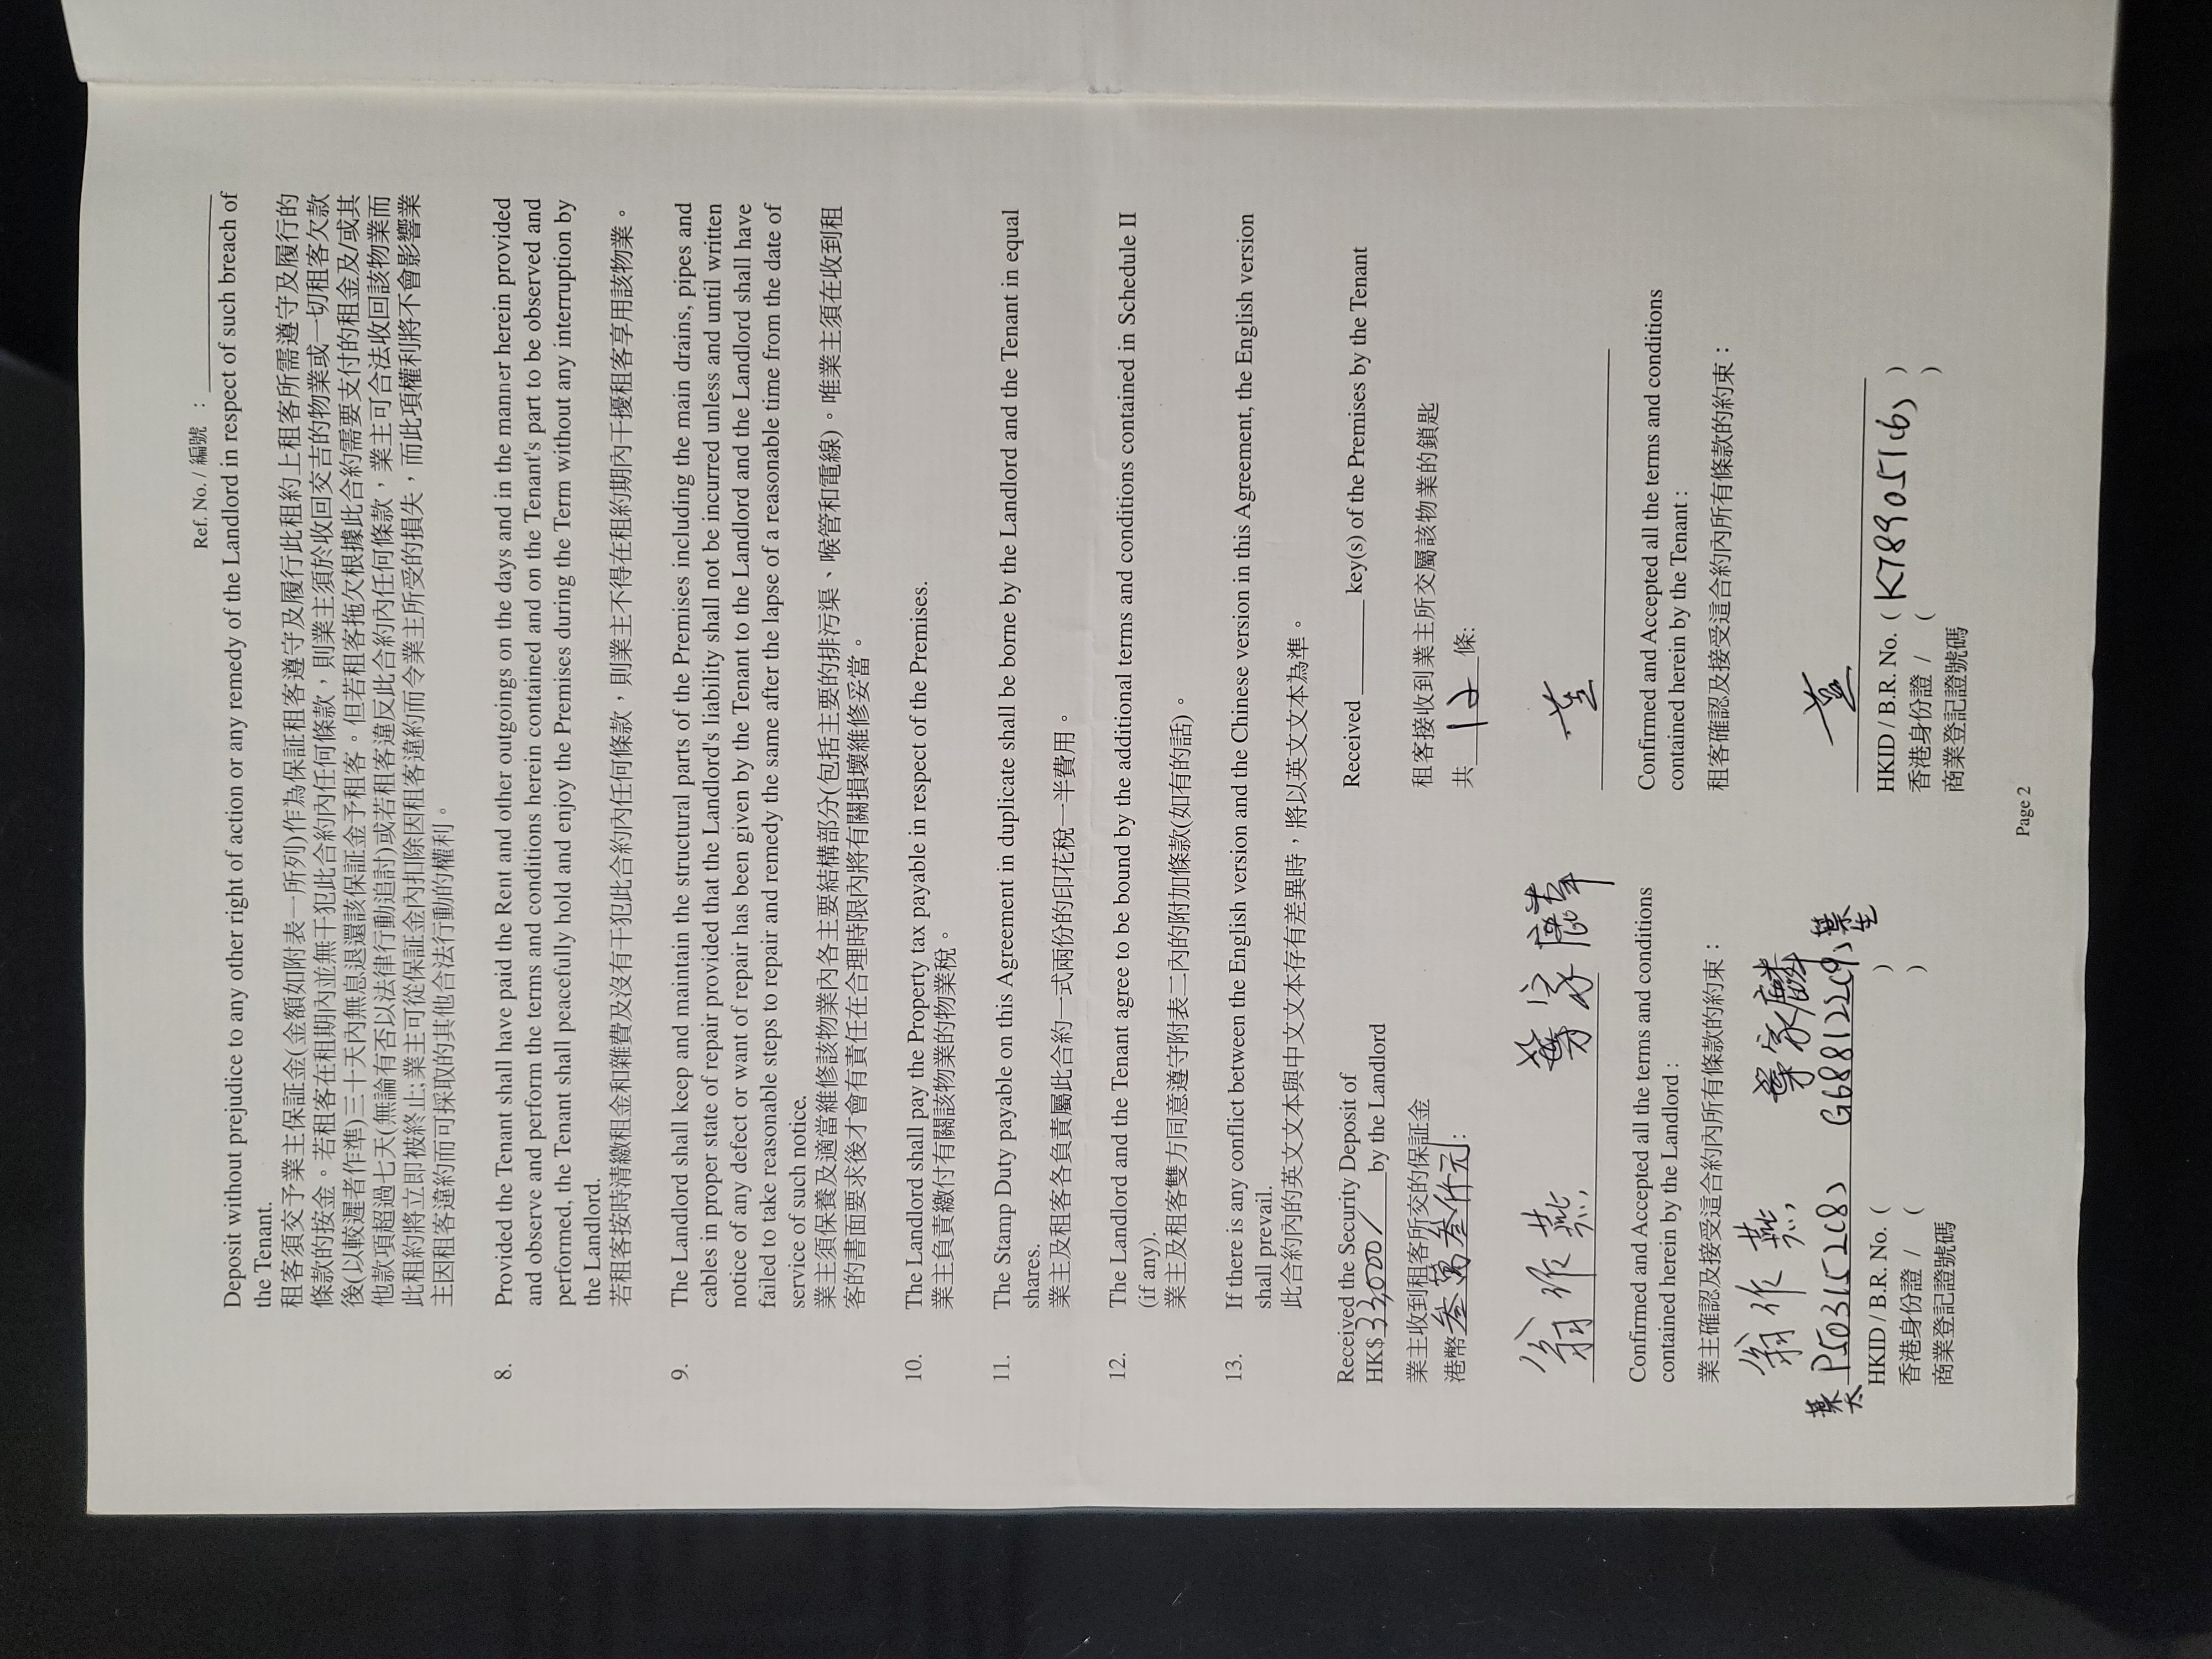 Ref. No. / 編號 :
Deposit without prejudice to any other right of action or any remedy of the Landlord in respect of such breach of
the Tenant.
租客須交予業主保証金(金額如附表一所列)作為保証租客遵守及履行此租約上租客所需遵守及履行的
條款的按金。若租客在租期內並無干犯此合約內任何條款，則業主須於收回交吉的物業或一切租客欠款
後(以較遲者作準)三十天內無息退還該保証金予租客。但若租客拖欠根據此合約需要支付的租金及/或其
他款項超過七天(無論有否以法律行動追討)或若租客違反此合約內任何條款，業主可合法收回該物業而
此租約將立即被終止;業主可從保証金內扣除因租客違約而令業主所受的損失，而此項權利將不會影響業
主因租客違約而可採取的其他合法行動的權利。
8. Provided the Tenant shall have paid the Rent and other outgoings on the days and in the manner herein provided
and observe and perform the terms and conditions herein contained and on the Tenant's part to be observed and
performed, the Tenant shall peacefully hold and enjoy the Premises during the Term without any interruption by
the Landlord.
若租客按時清繳租金和雜費及沒有干犯此合約內任何條款，則業主不得在租約期內干擾租客享用該物業。
9. The Landlord shall keep and maintain the structural parts of the Premises including the main drains, pipes and
cables in proper state of repair provided that the Landlord's liability shall not be incurred unless and until written
notice of any defect or want of repair has been given by the Tenant to the Landlord and the Landlord shall have
failed to take reasonable steps to repair and remedy the same after the lapse of a reasonable time from the date of
service of such notice.
業主須保養及適當維修該物業內各主要結構部分(包括主要的排污渠、喉管和電線)。唯業主須在收到租
客的書面要求後才會有責任在合理時限內將有關損壞維修妥當。
10. The Landlord shall pay the Property tax payable in respect of the Premises.
業主負責繳付有關該物業的物業稅。
11. The Stamp Duty payable on this Agreement in duplicate shall be borne by the Landlord and the Tenant in equal
shares.
業主及租客各負責屬此合約一式兩份的印花稅一半費用。
12. The Landlord and the Tenant agree to be bound by the additional terms and conditions contained in Schedule II
(if any).
業主及租客雙方同意遵守附表二內的附加條款(如有的話)。
13. If there is any conflict between the English version and the Chinese version in this Agreement, the English version
shall prevail.
此合約內的英文文本與中文文本存有差異時，將以英文文本為準。
Received the Security Deposit of
HK$ 33,000/ by the Landlord
業主收到租客所交的保証金
港幣 叁萬叁仟元 :
翁作燕
Received key(s) of the Premises by the Tenant
租客接收到業主所交屬該物業的鎖匙
共 12 條:
Confirmed and Accepted all the terms and conditions
contained herein by the Landlord :
業主確認及接受這合約內所有條款的約束 :
翁作燕 家麟
P503152(8) G688122(9)
HKID / B.R. No. ( )
香港身份證 / ( )
商業登記證號碼
Confirmed and Accepted all the terms and conditions
contained herein by the Tenant :
租客確認及接受這合約內所有條款的約束 :
HKID / B.R. No. ( K789051(6) )
香港身份證 / ( )
商業登記證號碼
Page 2